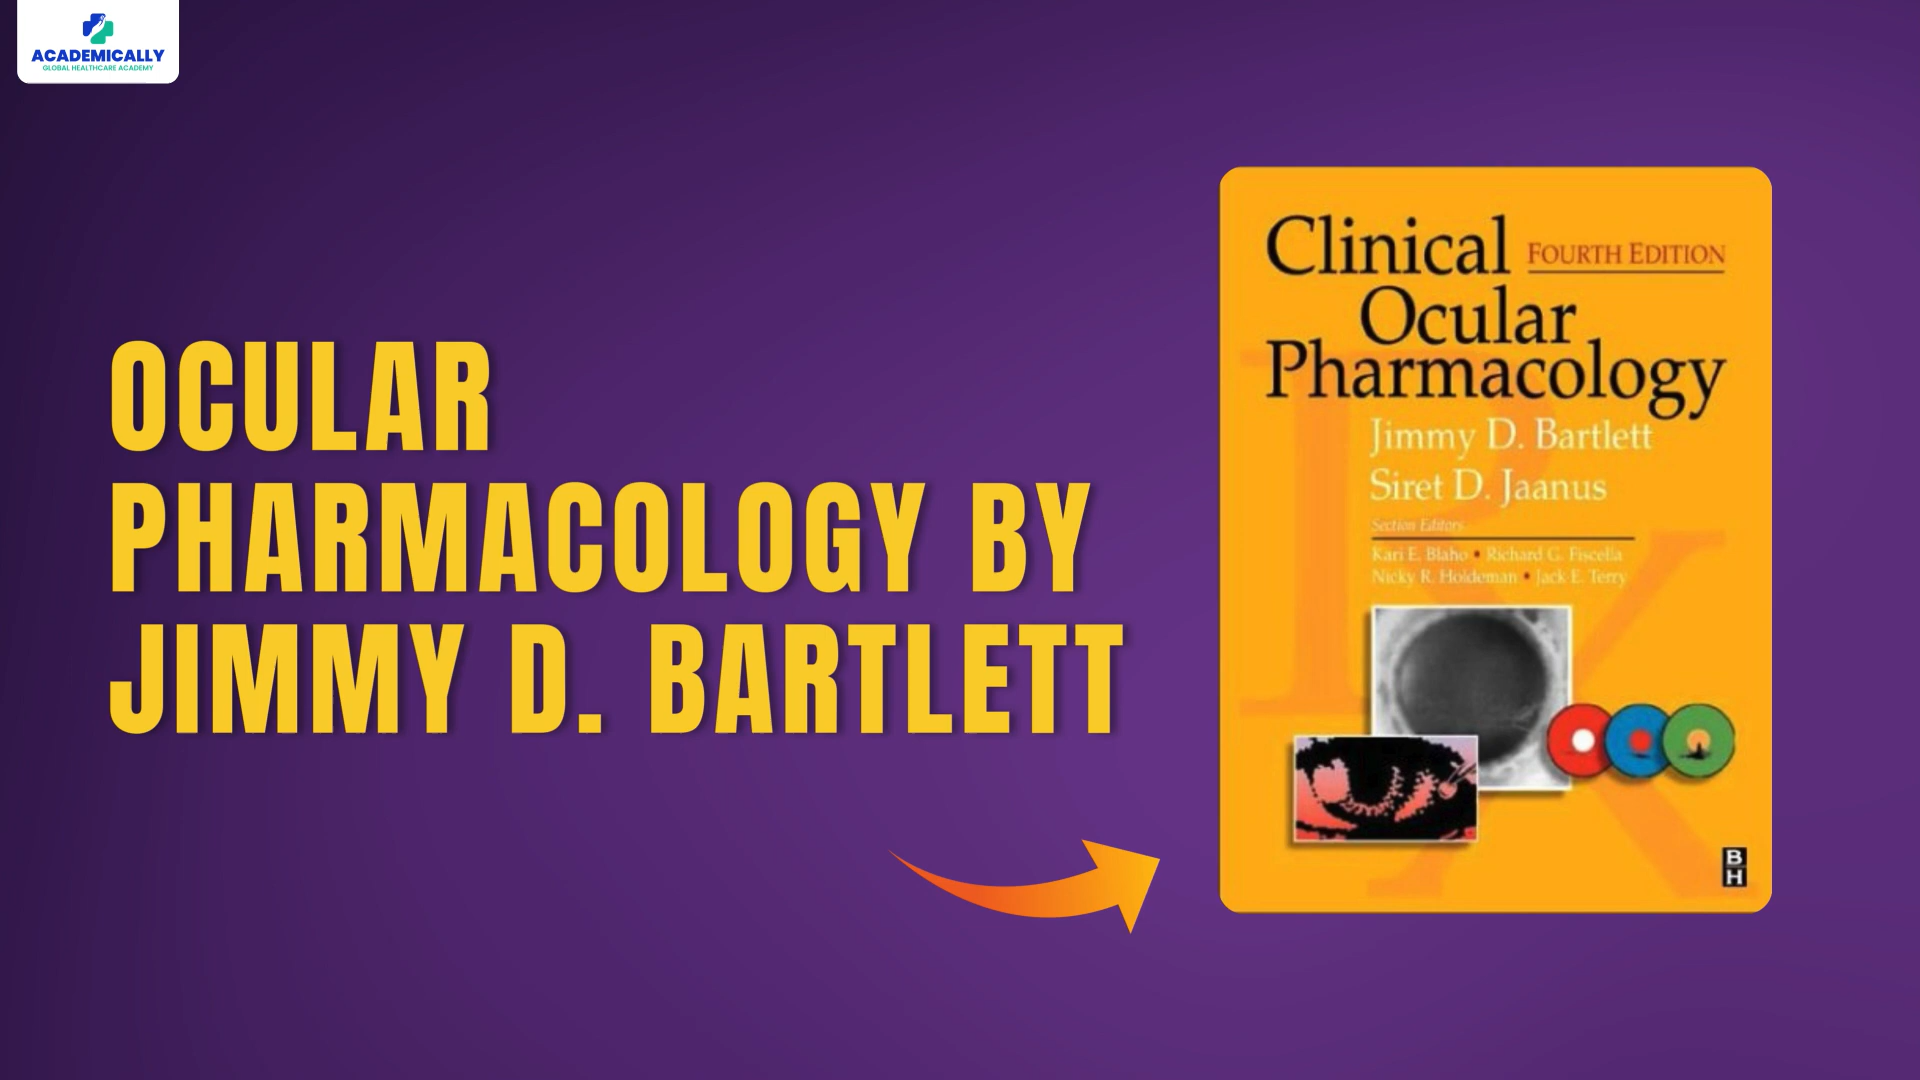 ACADEMICALLY
GLOBAL HEALTHCARE ACADEMY
OCULAR
PHARMACOLOGY BY
JIMMY D. BARTLETT
Clinical FOURTH EDITION
Ocular
Pharmacology
Jimmy D. Bartlett
Siret D. Jaanus
Section Editors
Kari E. Blaho • Richard G. Fiscella
Nicky R. Holdeman • Jack E. Terry
B
H